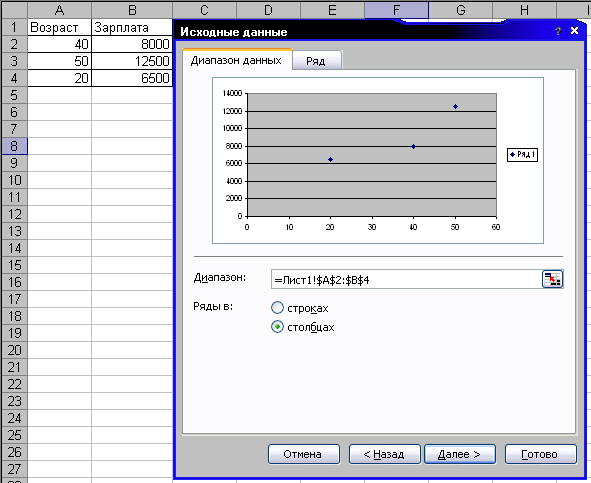 A B C D E F G H I
1 Возраст Зарплата
2 40 8000
3 50 12500
4 20 6500
5
6
7
8
9
10
11
12
13
14
15
16
17
18
19
20
21
22
23
24
25
26
27
28
Исходные данные
Диапазон данных Ряд
14000
12000
10000
8000
6000
4000
2000
0
0 10 20 30 40 50 60
Ряд1
Диапазон: =Лист1!$A$2:$B$4
Ряды в: строках
столбцах
Отмена < Назад Далее > Готово